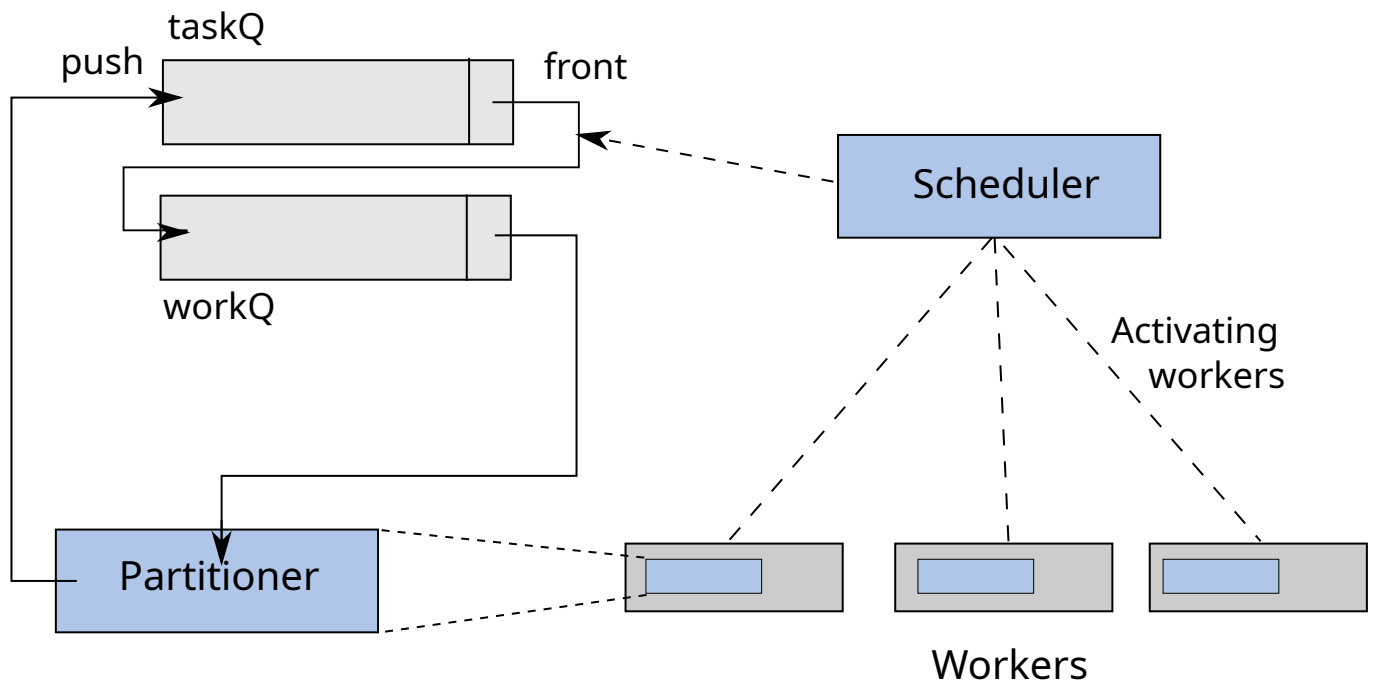 taskQ
push
front
Scheduler
workQ
Activating
workers
Partitioner
Workers